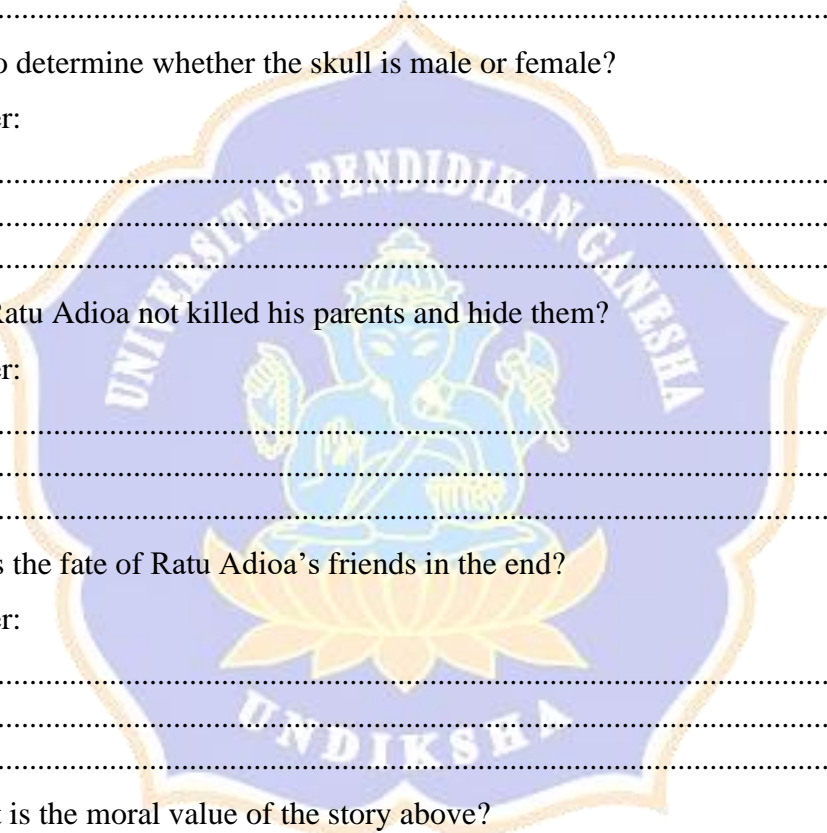 ......................................................................................................
o determine whether the skull is male or female?
er:
......................................................................................................
UNIVERSITAS PENDIDIKAN GANESHA
......................................................................................................
......................................................................................................
Ratu Adioa not killed his parents and hide them?
er:
......................................................................................................
......................................................................................................
......................................................................................................
s the fate of Ratu Adioa’s friends in the end?
er:
......................................................................................................
......................................................................................................
UNDIKSHA
......................................................................................................
t is the moral value of the story above?